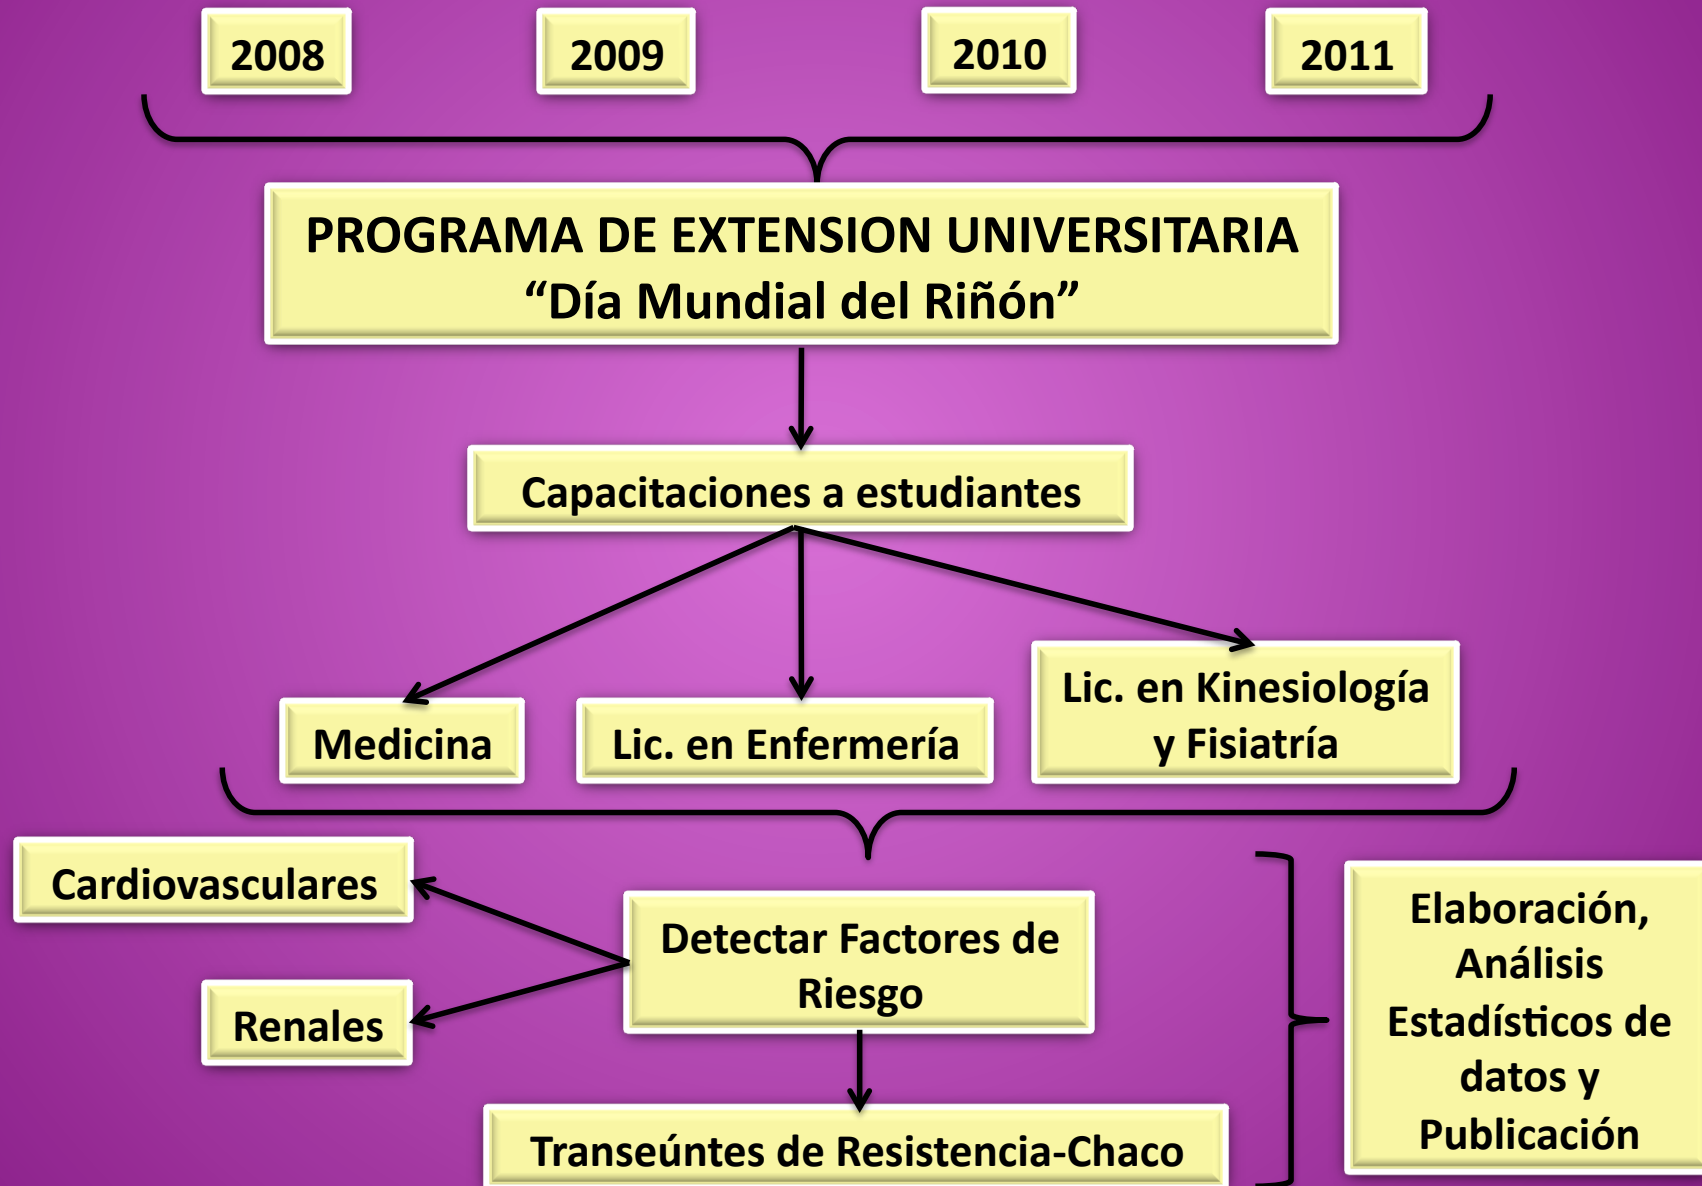 2008
2009
2010
2011
PROGRAMA DE EXTENSION UNIVERSITARIA
“Día Mundial del Riñón”
Capacitaciones a estudiantes
Medicina
Lic. en Enfermería
Lic. en Kinesiología
y Fisiatría
Cardiovasculares
Renales
Detectar Factores de
Riesgo
Transeúntes de Resistencia-Chaco
Elaboración,
Análisis
Estadísticos de
datos y
Publicación